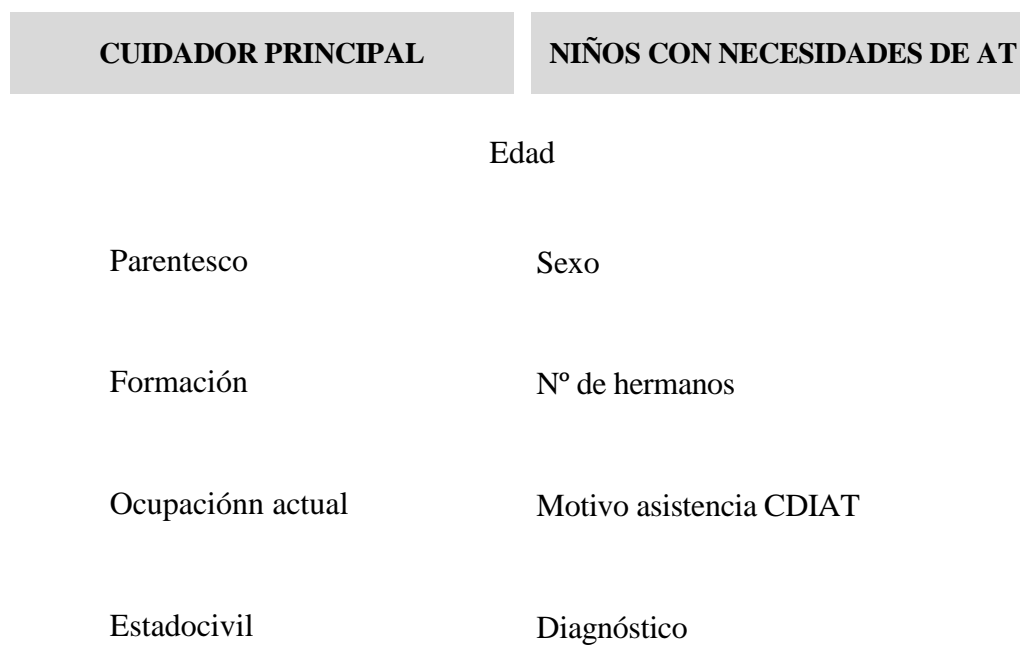 CUIDADOR PRINCIPAL NIÑOS CON NECESIDADES DE AT
Edad
Parentesco Sexo
Formación Nº de hermanos
Ocupaciónn actual Motivo asistencia CDIAT
Estadocivil Diagnóstico